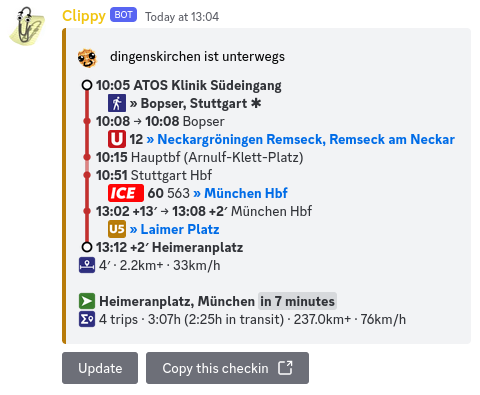 Clippy BOT Today at 13:04
dingenskirchen ist unterwegs
10:05 ATOS Klinik Südeingang
» Bopser, Stuttgart ✱
10:08 → 10:08 Bopser
U 12 » Neckargröningen Remseck, Remseck am Neckar
10:15 Hauptbf (Arnulf-Klett-Platz)
10:51 Stuttgart Hbf
ICE 60 563 » München Hbf
13:02 +13′ → 13:08 +2′ München Hbf
U5 » Laimer Platz
13:12 +2′ Heimeranplatz
4′ · 2.2km+ · 33km/h
Heimeranplatz, München in 7 minutes
Σ 4 trips · 3:07h (2:25h in transit) · 237.0km+ · 76km/h
Update Copy this checkin